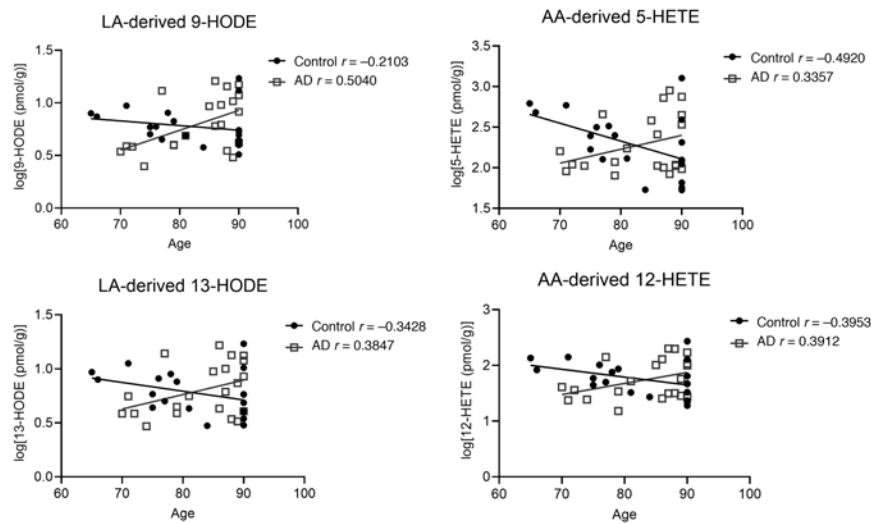 LA-derived 9-HODE
log[9-HODE (pmol/g)]
1.5
1.0
0.5
0.0
60
70
80
90
100
Age
Control r = –0.2103
AD r = 0.5040
AA-derived 5-HETE
log[5-HETE (pmol/g)]
3.5
3.0
2.5
2.0
1.5
60
70
80
90
100
Age
Control r = –0.4920
AD r = 0.3357
LA-derived 13-HODE
log[13-HODE (pmol/g)]
1.5
1.0
0.5
0.0
60
70
80
90
100
Age
Control r = –0.3428
AD r = 0.3847
AA-derived 12-HETE
log[12-HETE (pmol/g)]
3
2
1
0
60
70
80
90
100
Age
Control r = –0.3953
AD r = 0.3912